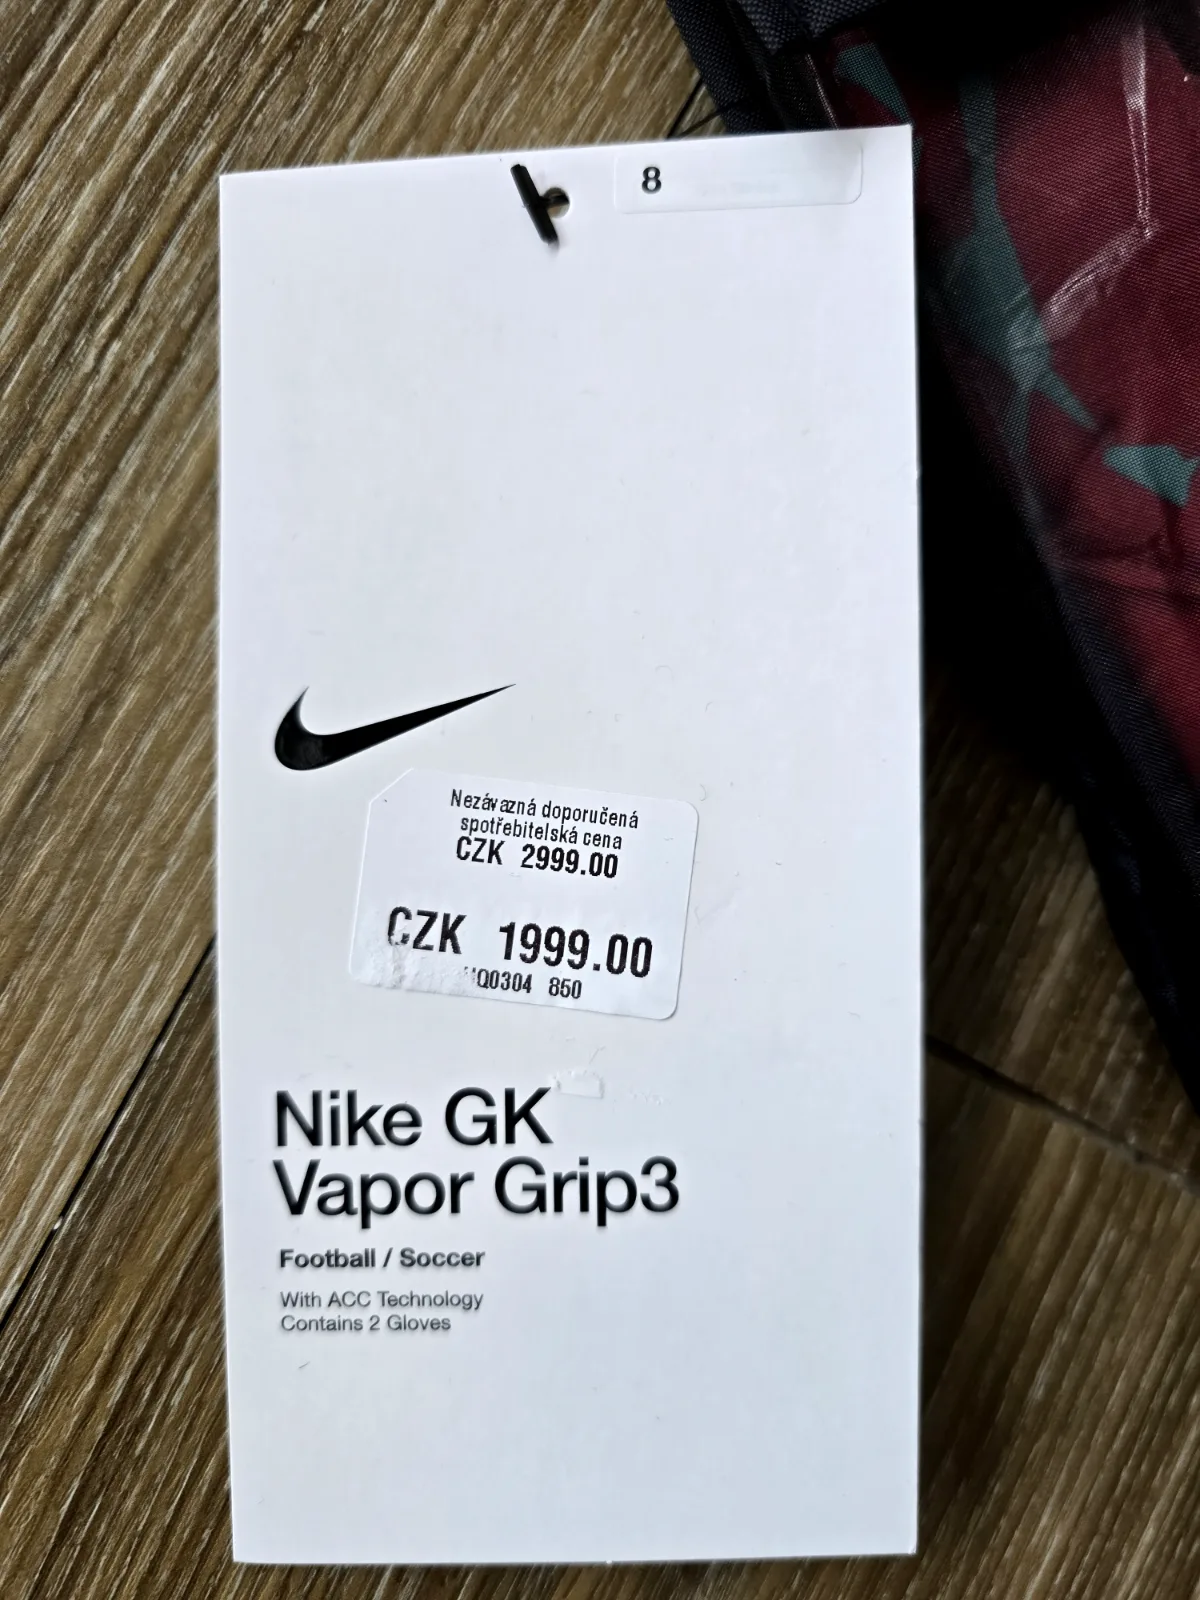 8
Nezávazná doporučená
spotřebitelská cena
CZK 2999.00
CZK 1999.00
Q0304 850
Nike GK
Vapor Grip3
Football / Soccer
With ACC Technology
Contains 2 Gloves